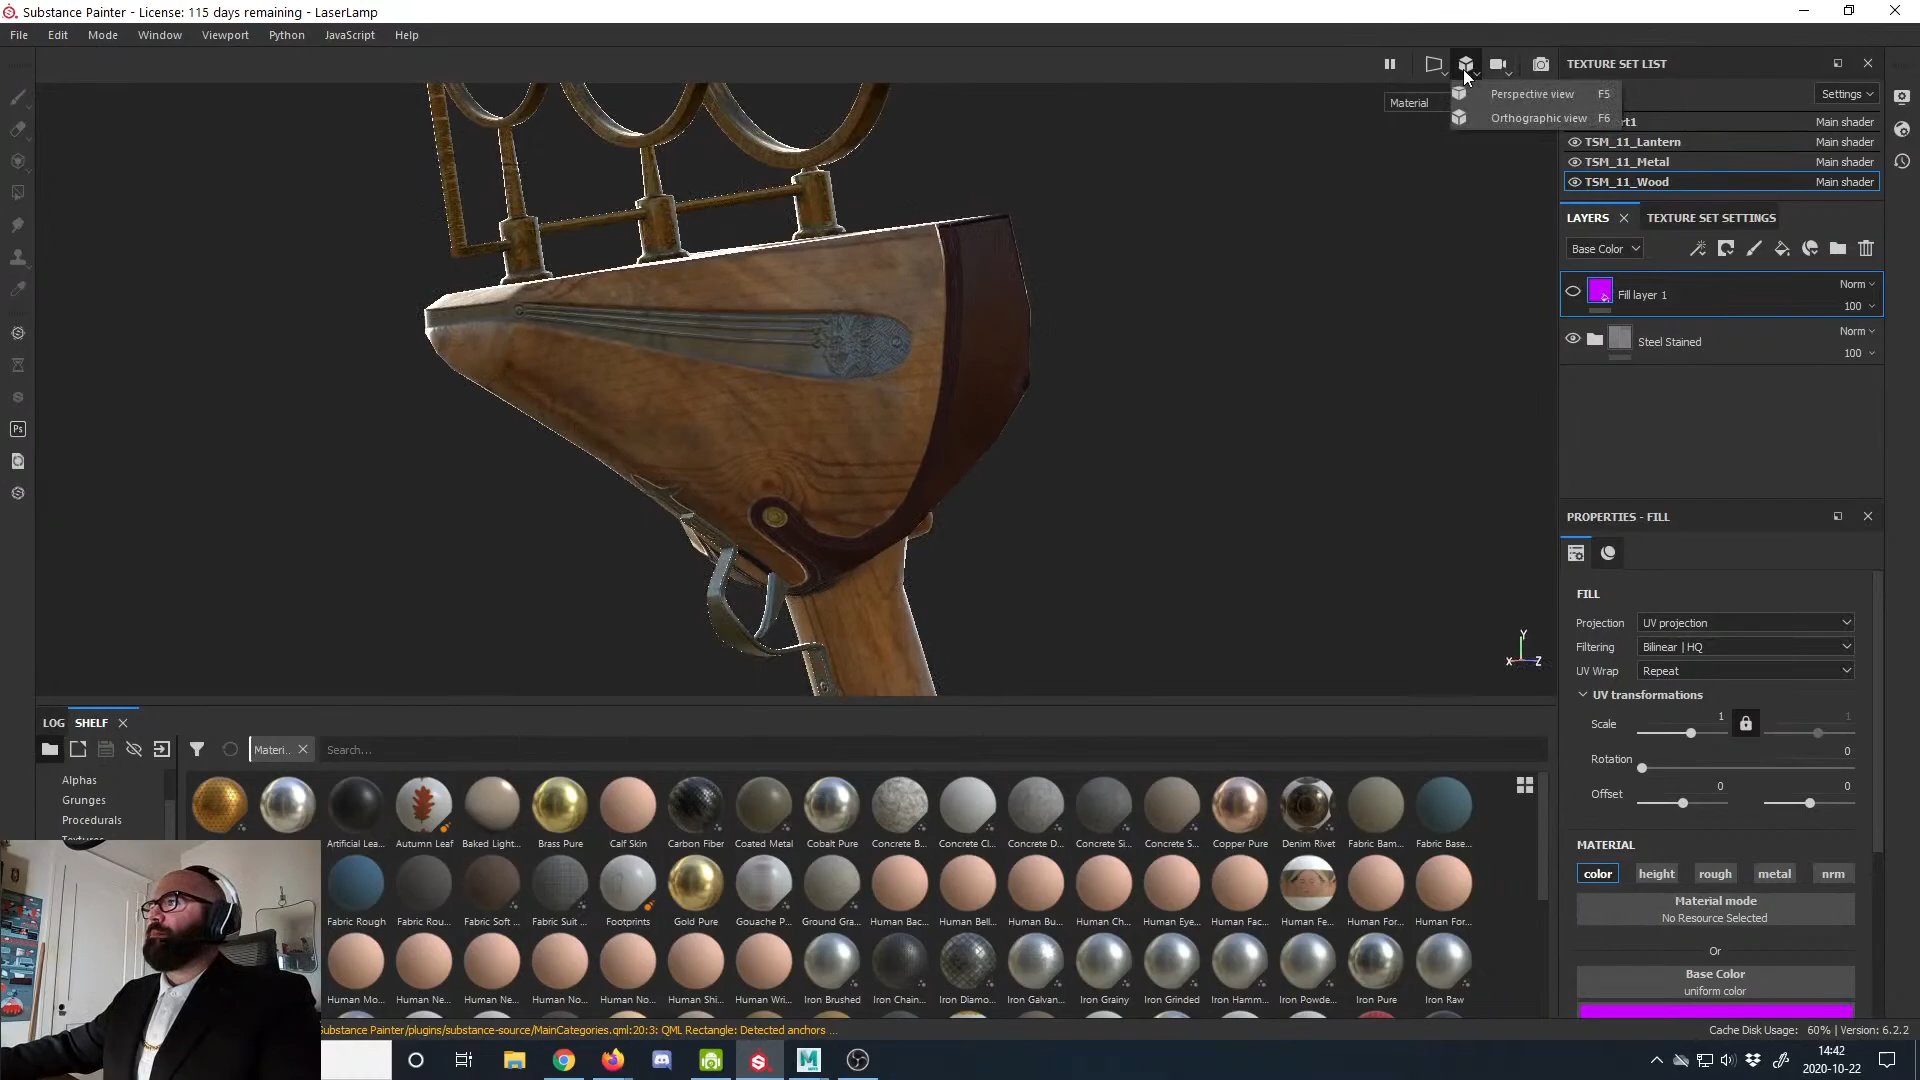 Substance Painter - License: 115 days remaining - LaserLamp
File Edit Mode Window Viewport Python JavaScript Help
Material
Perspective view F5
Orthographic view F6
TEXTURE SET LIST
Settings
Main shader
TSM_11_Lantern Main shader
TSM_11_Metal Main shader
TSM_11_Wood Main shader
LAYERS TEXTURE SET SETTINGS
Base Color
Fill layer 1 Norm 100
Steel Stained Norm 100
PROPERTIES - FILL
FILL
Projection UV projection
Filtering Bilinear | HQ
UV Wrap Repeat
UV transformations
Scale 1 1
Rotation 0
Offset 0 0
MATERIAL
color height rough metal nrm
Material mode
No Resource Selected
Or
Base Color
uniform color
Y
X Z
LOG SHELF
Materi... Search...
Alphas
Grunges
Procedurals
Artificial Lea... Autumn Leaf Baked Light... Brass Pure Calf Skin Carbon Fiber Coated Metal Cobalt Pure Concrete B... Concrete Cl... Concrete D... Concrete Si... Concrete S... Copper Pure Denim Rivet Fabric Bam... Fabric Base...
Fabric Rough Fabric Rou... Fabric Soft ... Fabric Suit ... Footprints Gold Pure Gouache P... Ground Gra... Human Bac... Human Bell... Human Bu... Human Ch... Human Eye... Human Fac... Human Fe... Human For... Human For...
Human Mo... Human Ne... Human Ne... Human No... Human No... Human Shi... Human Wri... Iron Brushed Iron Chain... Iron Diamo... Iron Galvan... Iron Grainy Iron Grinded Iron Hamm... Iron Powde... Iron Pure Iron Raw
Substance Painter/plugins/substance-source/MainCategories.qml:20:3: QML Rectangle: Detected anchors ...
Cache Disk Usage: 60% | Version: 6.2.2
Ps
14:42
2020-10-22